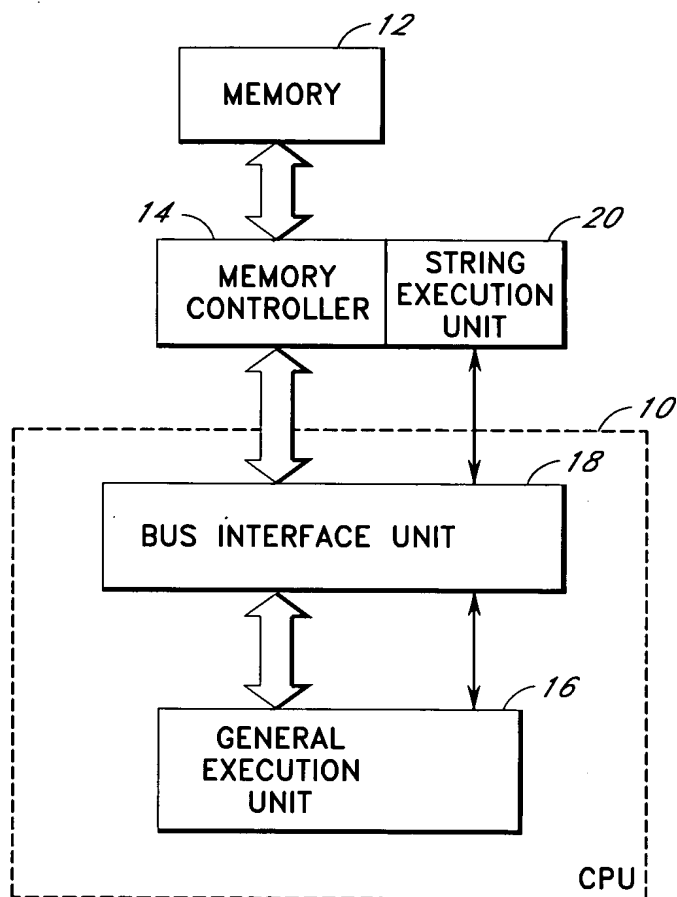 12
MEMORY
14
20
MEMORY
CONTROLLER
STRING
EXECUTION
UNIT
10
18
BUS INTERFACE UNIT
16
GENERAL
EXECUTION
UNIT
CPU